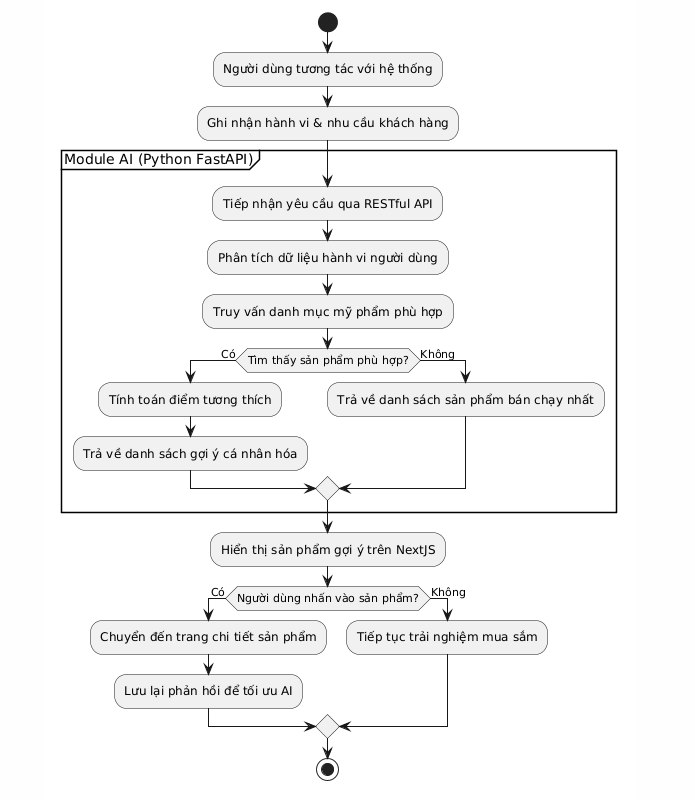 Người dùng tương tác với hệ thống
Ghi nhận hành vi & nhu cầu khách hàng
Module AI (Python FastAPI)
Tiếp nhận yêu cầu qua RESTful API
Phân tích dữ liệu hành vi người dùng
Truy vấn danh mục mỹ phẩm phù hợp
Có
Tìm thấy sản phẩm phù hợp?
Không
Tính toán điểm tương thích
Trả về danh sách sản phẩm bán chạy nhất
Trả về danh sách gợi ý cá nhân hóa
Hiển thị sản phẩm gợi ý trên NextJS
Có
Người dùng nhấn vào sản phẩm?
Không
Chuyển đến trang chi tiết sản phẩm
Tiếp tục trải nghiệm mua sắm
Lưu lại phản hồi để tối ưu AI